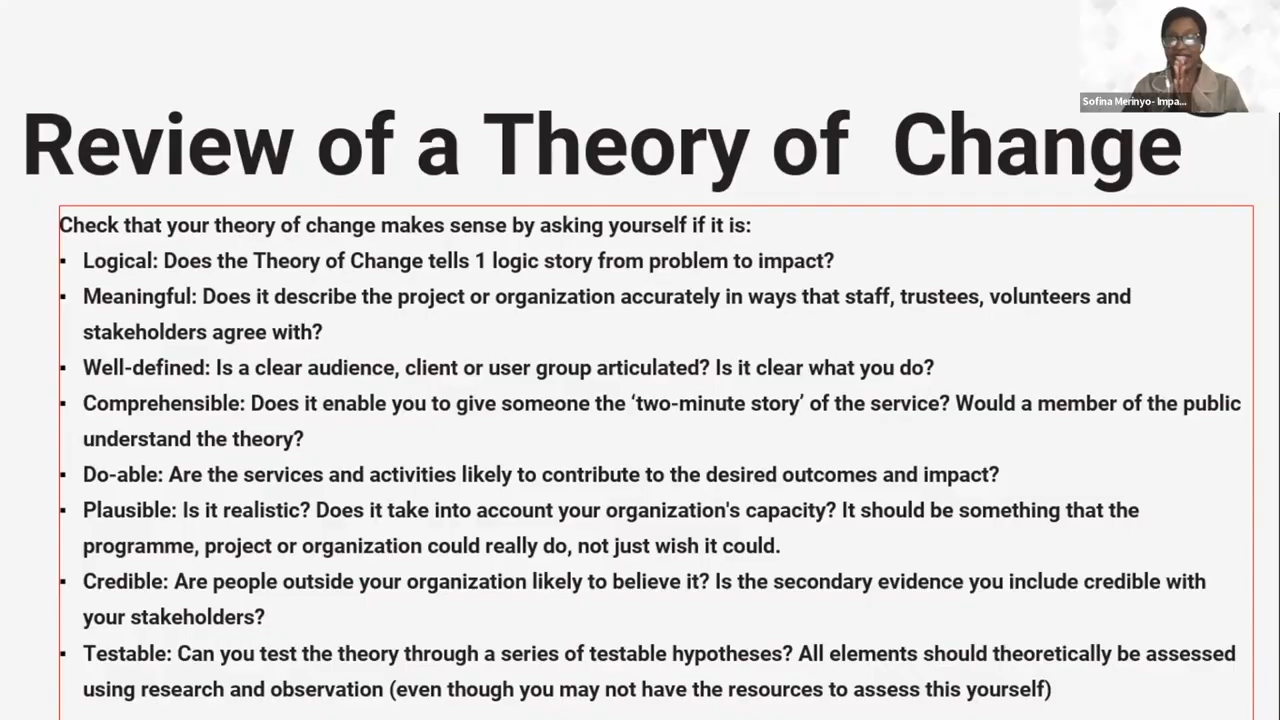 Sofina Merinyo- Impa...
Review of a Theory of Change
Check that your theory of change makes sense by asking yourself if it is:
▪ Logical: Does the Theory of Change tells 1 logic story from problem to impact?
▪ Meaningful: Does it describe the project or organization accurately in ways that staff, trustees, volunteers and
stakeholders agree with?
▪ Well-defined: Is a clear audience, client or user group articulated? Is it clear what you do?
▪ Comprehensible: Does it enable you to give someone the ‘two-minute story’ of the service? Would a member of the public
understand the theory?
▪ Do-able: Are the services and activities likely to contribute to the desired outcomes and impact?
▪ Plausible: Is it realistic? Does it take into account your organization's capacity? It should be something that the
programme, project or organization could really do, not just wish it could.
▪ Credible: Are people outside your organization likely to believe it? Is the secondary evidence you include credible with
your stakeholders?
▪ Testable: Can you test the theory through a series of testable hypotheses? All elements should theoretically be assessed
using research and observation (even though you may not have the resources to assess this yourself)